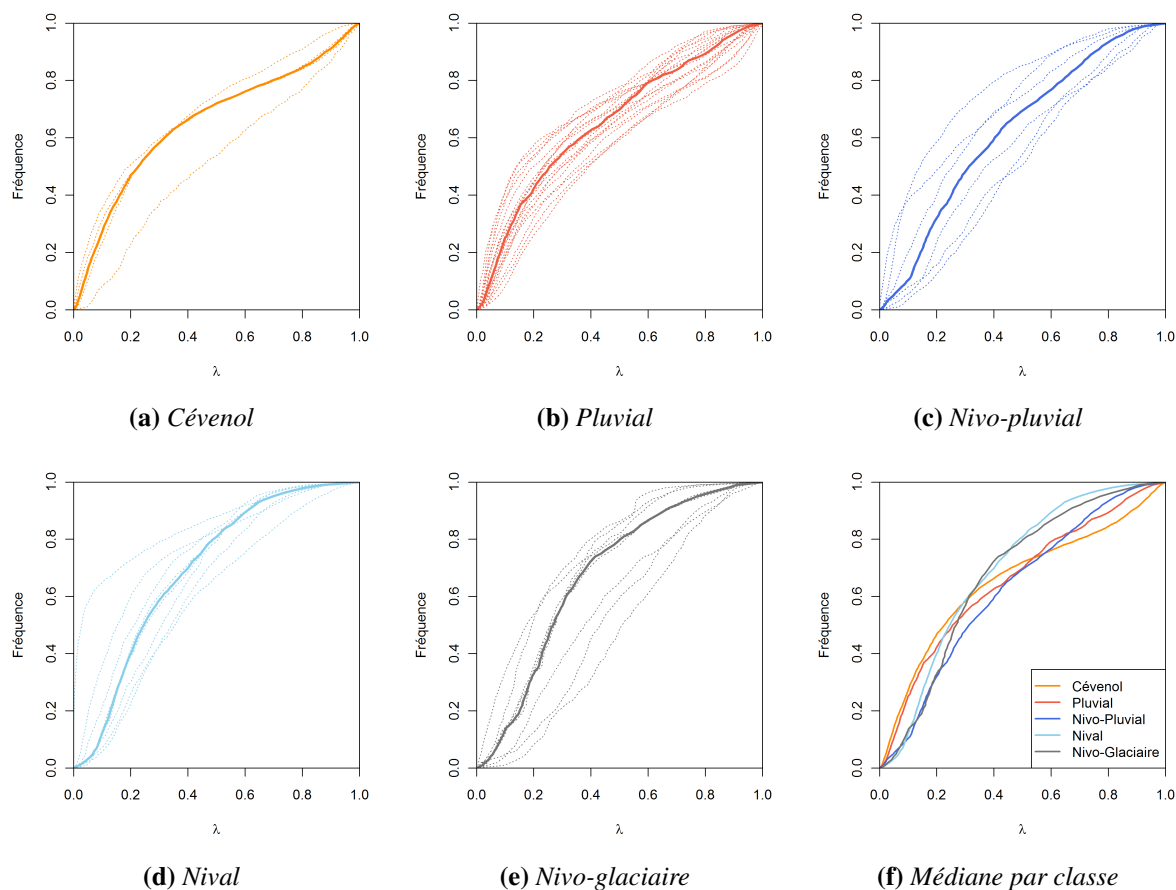 Fréquence
0.0 0.2 0.4 0.6 0.8 1.0
0.0 0.2 0.4 0.6 0.8 1.0
λ
(a) Cévenol
Fréquence
0.0 0.2 0.4 0.6 0.8 1.0
0.0 0.2 0.4 0.6 0.8 1.0
λ
(b) Pluvial
Fréquence
0.0 0.2 0.4 0.6 0.8 1.0
0.0 0.2 0.4 0.6 0.8 1.0
λ
(c) Nivo-pluvial
Fréquence
0.0 0.2 0.4 0.6 0.8 1.0
0.0 0.2 0.4 0.6 0.8 1.0
λ
(d) Nival
Fréquence
0.0 0.2 0.4 0.6 0.8 1.0
0.0 0.2 0.4 0.6 0.8 1.0
λ
(e) Nivo-glaciaire
Fréquence
0.0 0.2 0.4 0.6 0.8 1.0
Cévenol
Pluvial
Nivo-Pluvial
Nival
Nivo-Glaciaire
0.0 0.2 0.4 0.6 0.8 1.0
λ
(f) Médiane par classe